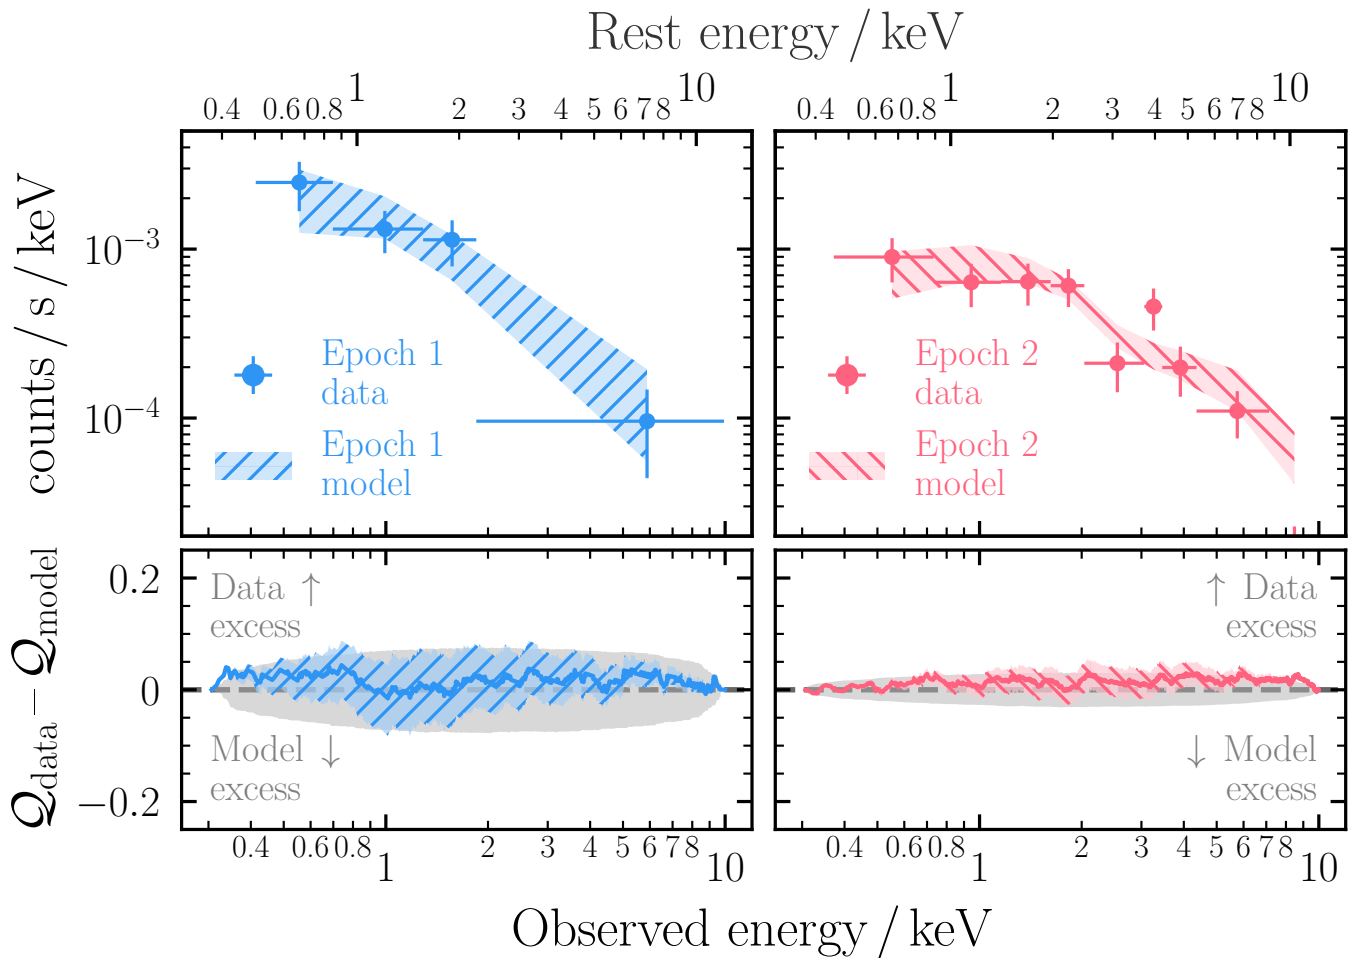 Rest energy / keV
1 10 1 10
0.4 0.6 0.8 2 3 4 5 6 7 8 0.4 0.6 0.8 2 3 4 5 6 7 8
counts / s / keV
10⁻³
10⁻⁴
Epoch 1
data
Epoch 1
model
Epoch 2
data
Epoch 2
model
𝒬data − 𝒬model
0.2
0
−0.2
Data ↑
excess
Model ↓
excess
↑ Data
excess
↓ Model
excess
0.4 0.6 0.8 2 3 4 5 6 7 8 0.4 0.6 0.8 2 3 4 5 6 7 8
1 10 1 10
Observed energy / keV